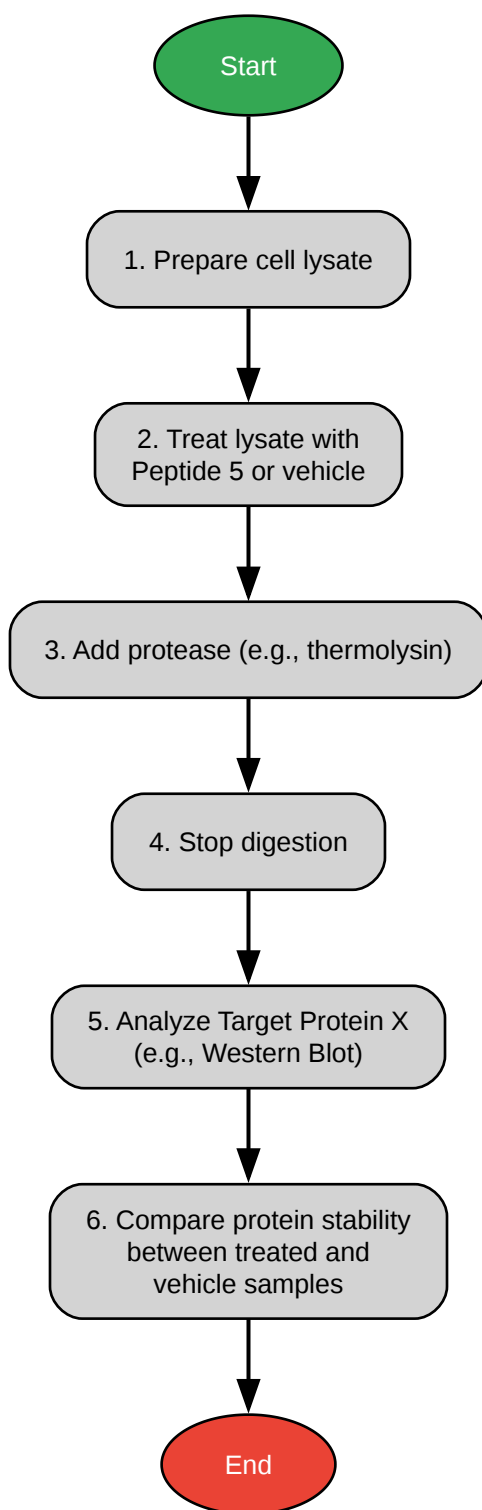 Start
1. Prepare cell lysate
2. Treat lysate with
Peptide 5 or vehicle
3. Add protease (e.g., thermolysin)
4. Stop digestion
5. Analyze Target Protein X
(e.g., Western Blot)
6. Compare protein stability
between treated and
vehicle samples
End